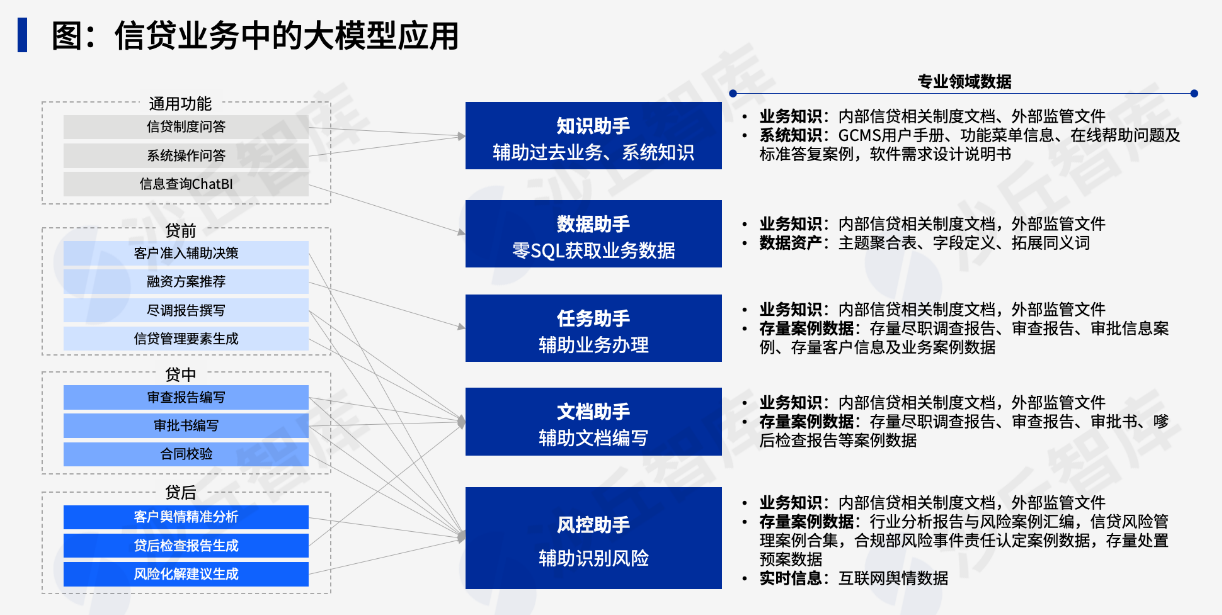 图：信贷业务中的大模型应用
专业领域数据
通用功能
信贷制度问答
系统操作问答
信息查询ChatBI
贷前
客户准入辅助决策
融资方案推荐
尽调报告撰写
信贷管理要素生成
贷中
审查报告编写
审批书编写
合同校验
贷后
客户舆情精准分析
贷后检查报告生成
风险化解建议生成
知识助手
辅助过去业务、系统知识
数据助手
零SQL获取业务数据
任务助手
辅助业务办理
文档助手
辅助文档编写
风控助手
辅助识别风险
• 业务知识：内部信贷相关制度文档、外部监管文件
• 系统知识：GCMS用户手册、功能菜单信息、在线帮助问题及
标准答复案例，软件需求设计说明书
• 业务知识：内部信贷相关制度文档，外部监管文件
• 数据资产：主题聚合表、字段定义、拓展同义词
• 业务知识：内部信贷相关制度文档，外部监管文件
• 存量案例数据：存量尽职调查报告、审查报告、审批信息案
例、存量客户信息及业务案例数据
• 业务知识：内部信贷相关制度文档，外部监管文件
• 存量案例数据：存量尽职调查报告、审查报告、审批书、嗲
后检查报告等案例数据
• 业务知识：内部信贷相关制度文档，外部监管文件
• 存量案例数据：行业分析报告与风险案例汇编，信贷风险管
理案例合集，合规部风险事件责任认定案例数据，存量处置
预案数据
• 实时信息：互联网舆情数据
沙丘智库
沙丘智库
沙丘智库
沙丘智库
沙丘智库
沙丘智库